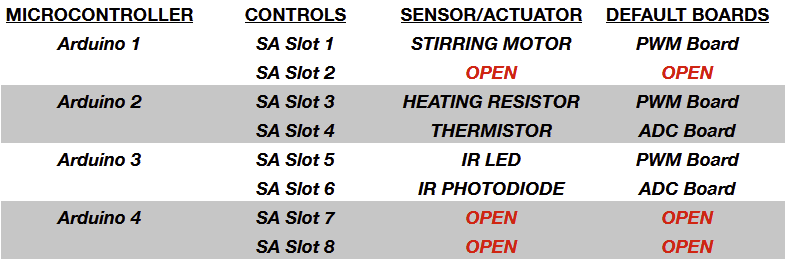 MICROCONTROLLER CONTROLS SENSOR/ACTUATOR DEFAULT BOARDS
Arduino 1 SA Slot 1 STIRRING MOTOR PWM Board
SA Slot 2 OPEN OPEN
Arduino 2 SA Slot 3 HEATING RESISTOR PWM Board
SA Slot 4 THERMISTOR ADC Board
Arduino 3 SA Slot 5 IR LED PWM Board
SA Slot 6 IR PHOTODIODE ADC Board
Arduino 4 SA Slot 7 OPEN OPEN
SA Slot 8 OPEN OPEN